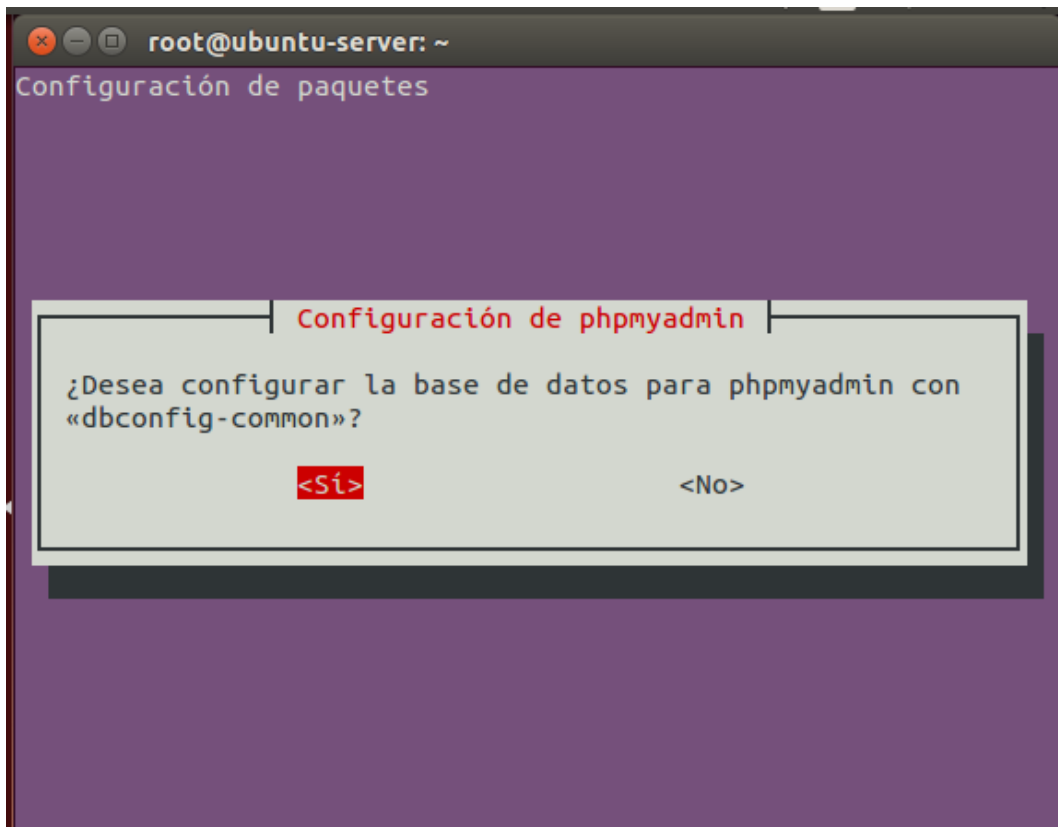 root@ubuntu-server: ~
Configuración de paquetes
Configuración de phpmyadmin
¿Desea configurar la base de datos para phpmyadmin con
«dbconfig-common»?
<Sí> <No>